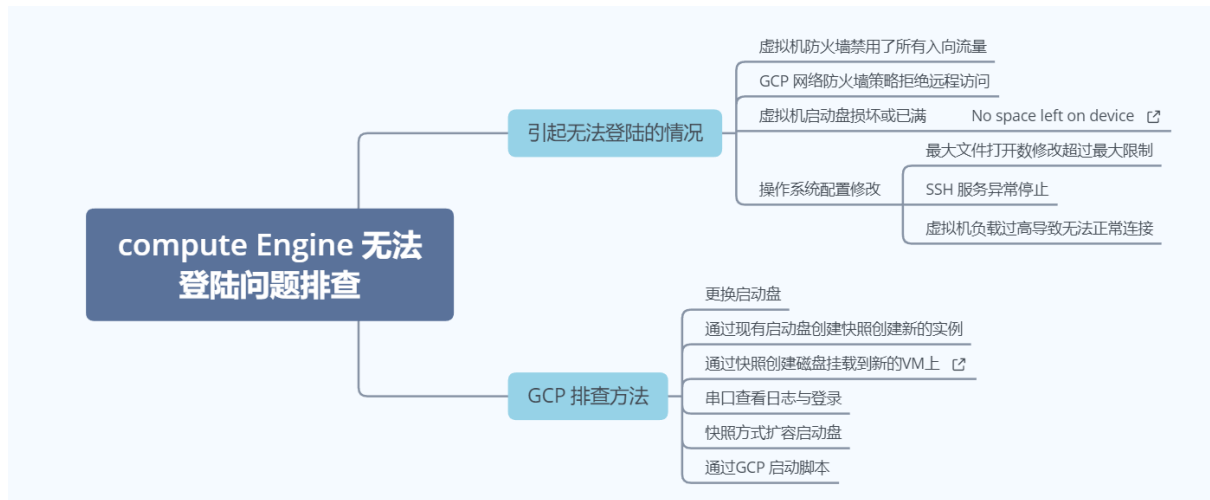 compute Engine 无法
登陆问题排查
引起无法登陆的情况
虚拟机防火墙禁用了所有入向流量
GCP 网络防火墙策略拒绝远程访问
虚拟机启动盘损坏或已满
No space left on device
操作系统配置修改
最大文件打开数修改超过最大限制
SSH 服务异常停止
虚拟机负载过高导致无法正常连接
GCP 排查方法
更换启动盘
通过现有启动盘创建快照创建新的实例
通过快照创建磁盘挂载到新的VM上
串口查看日志与登录
快照方式扩容启动盘
通过GCP 启动脚本